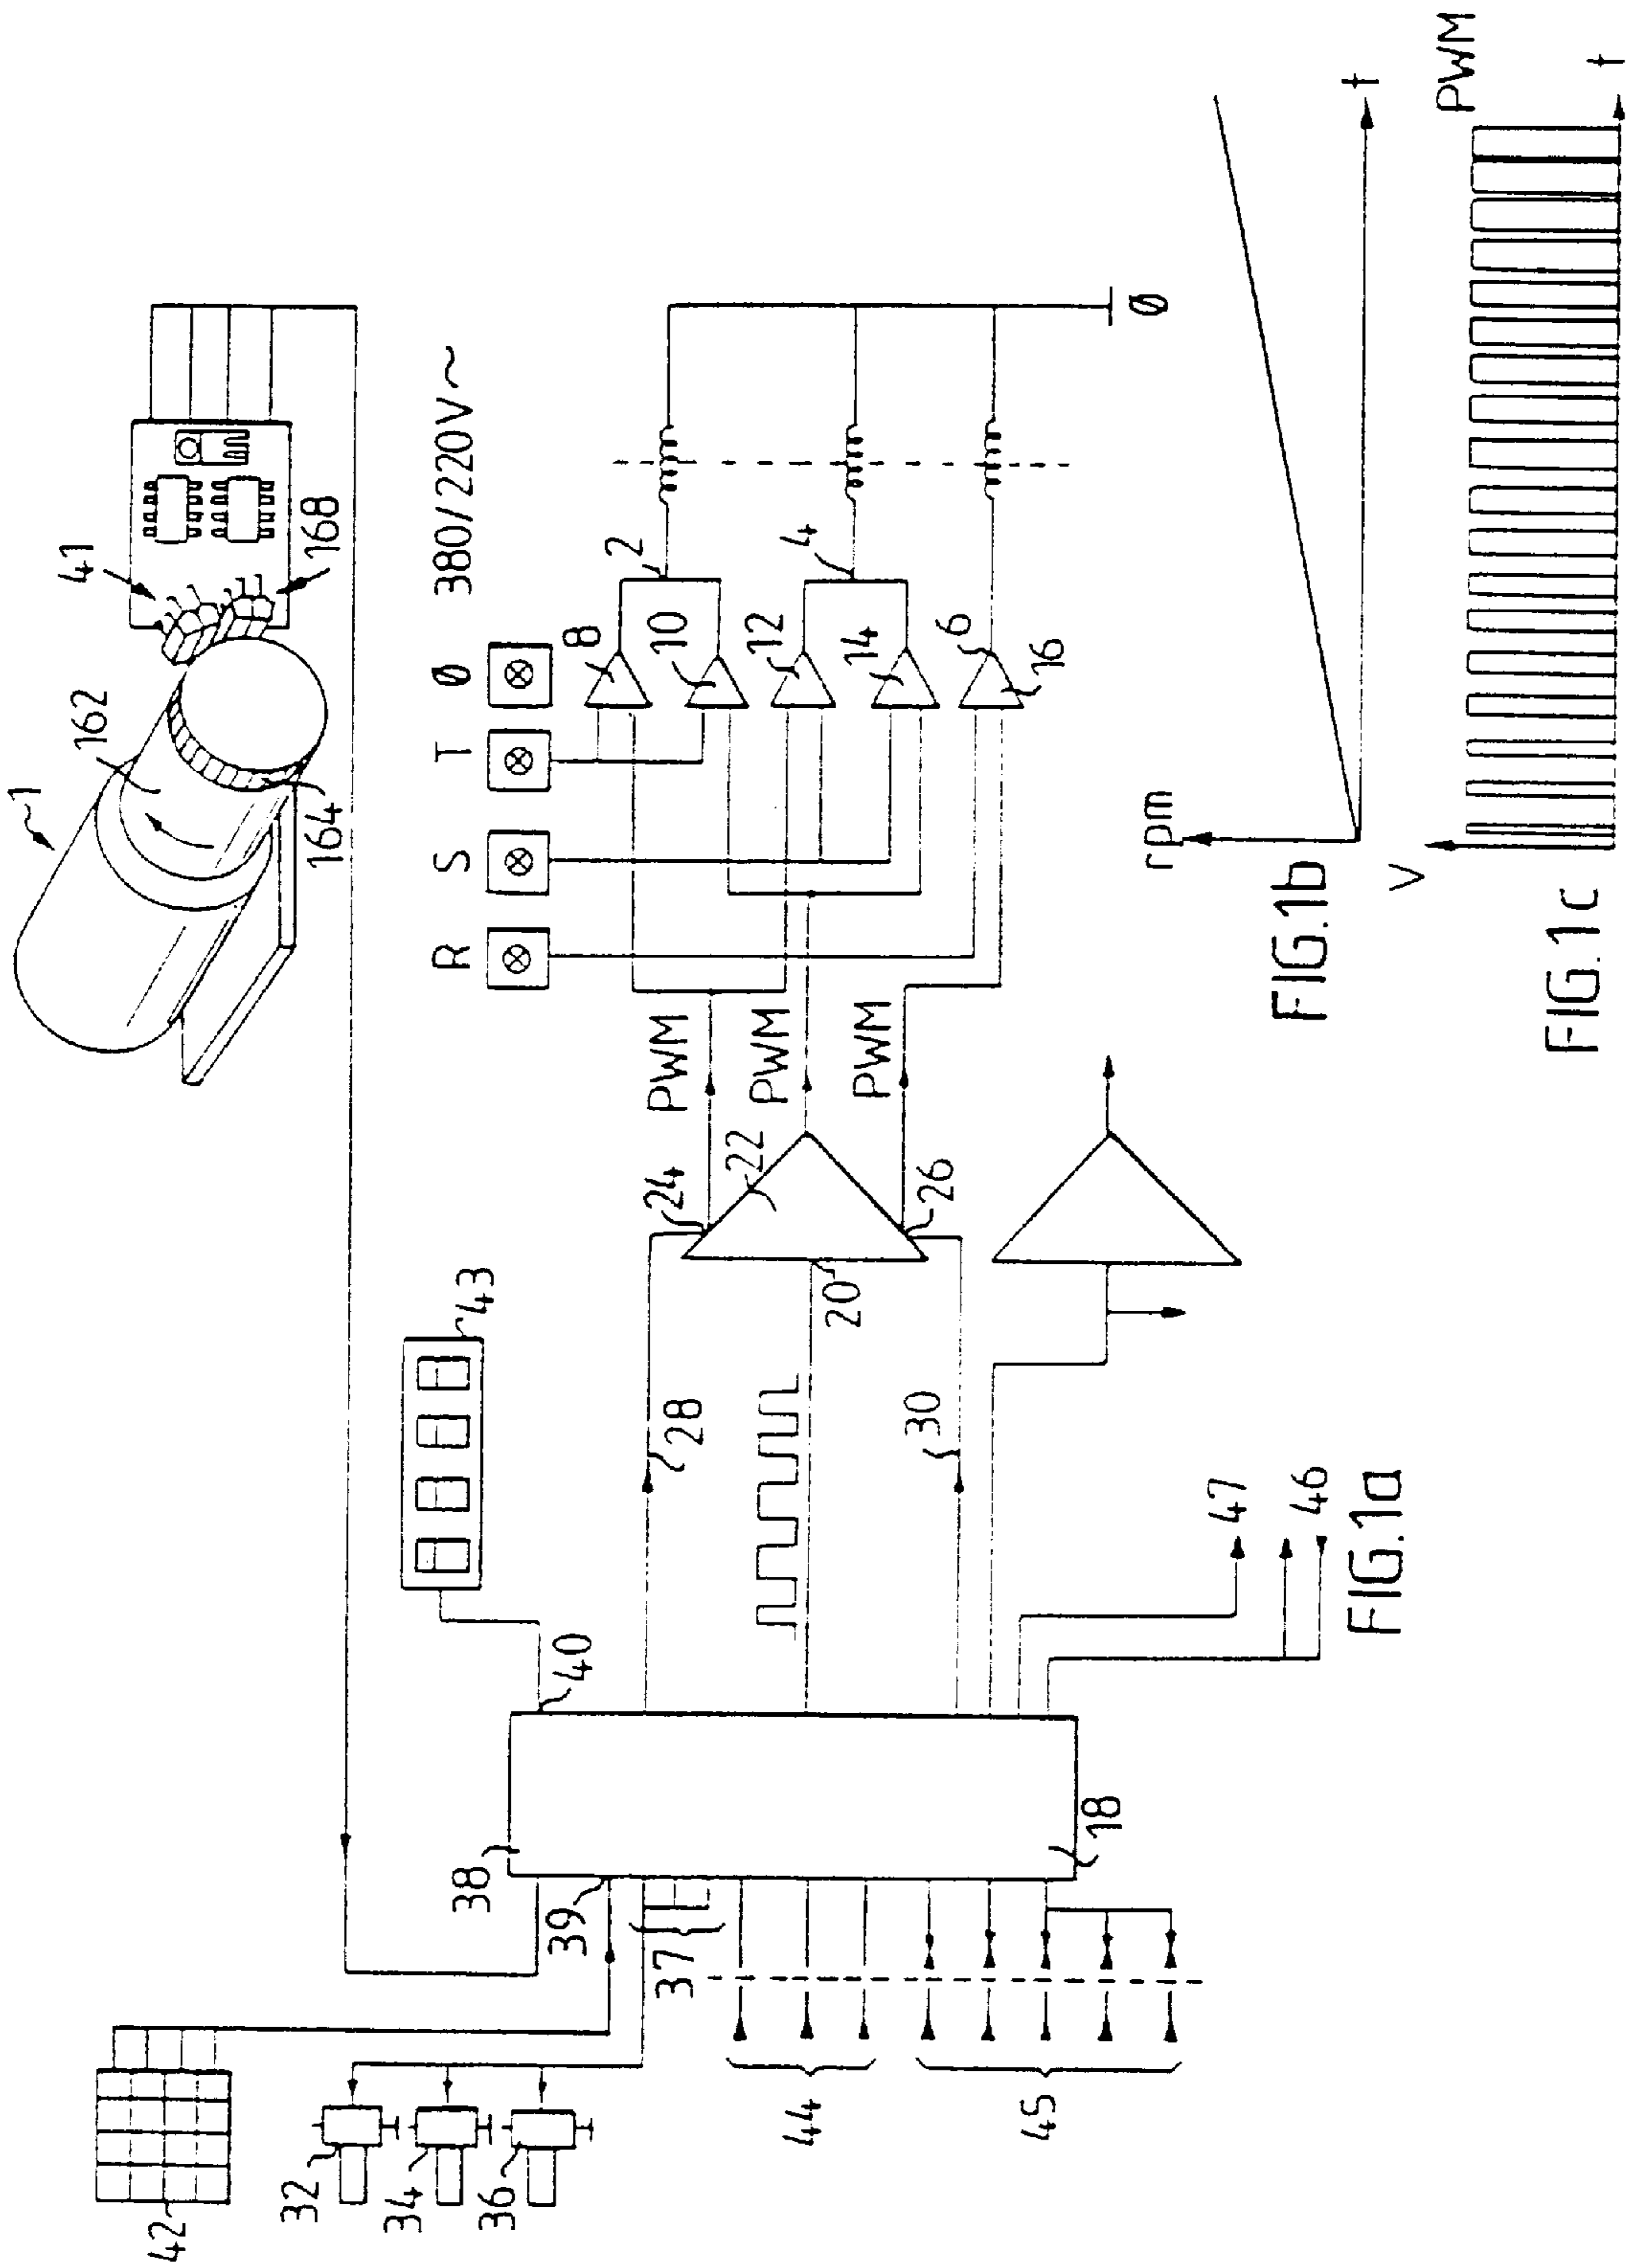 1
162
164
41
168
R S T Ø 380/220V~
8
2
10
12
4
14
6
16
Ø
PWM
PWM
PWM
24
22
20
26
43
28
30
40
38
39
37
18
42
32
34
36
44
45
47
46
FIG.1a
rpm
t
FIG.1b
V
PWM
t
FIG.1c